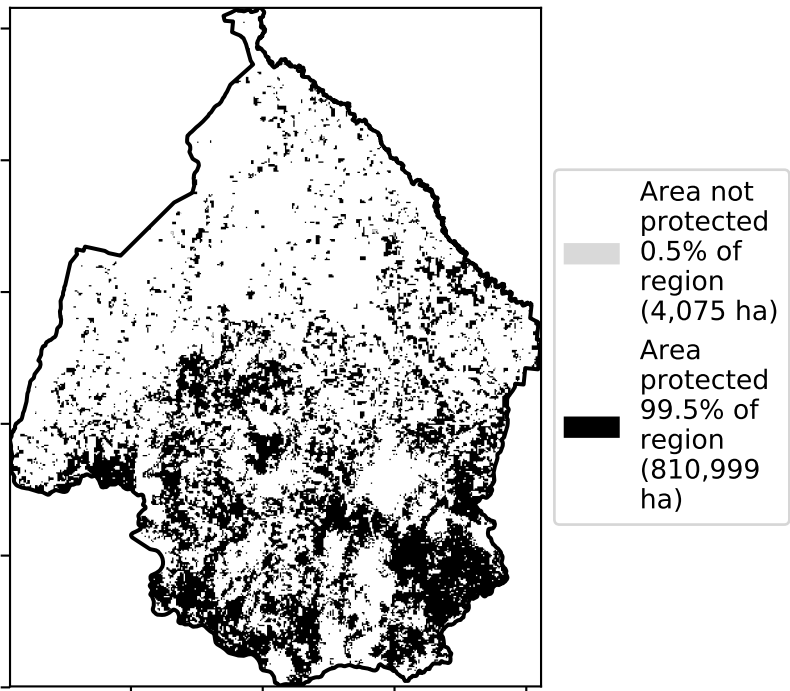 Area not
protected
0.5% of
region
(4,075 ha)
Area
protected
99.5% of
region
(810,999
ha)